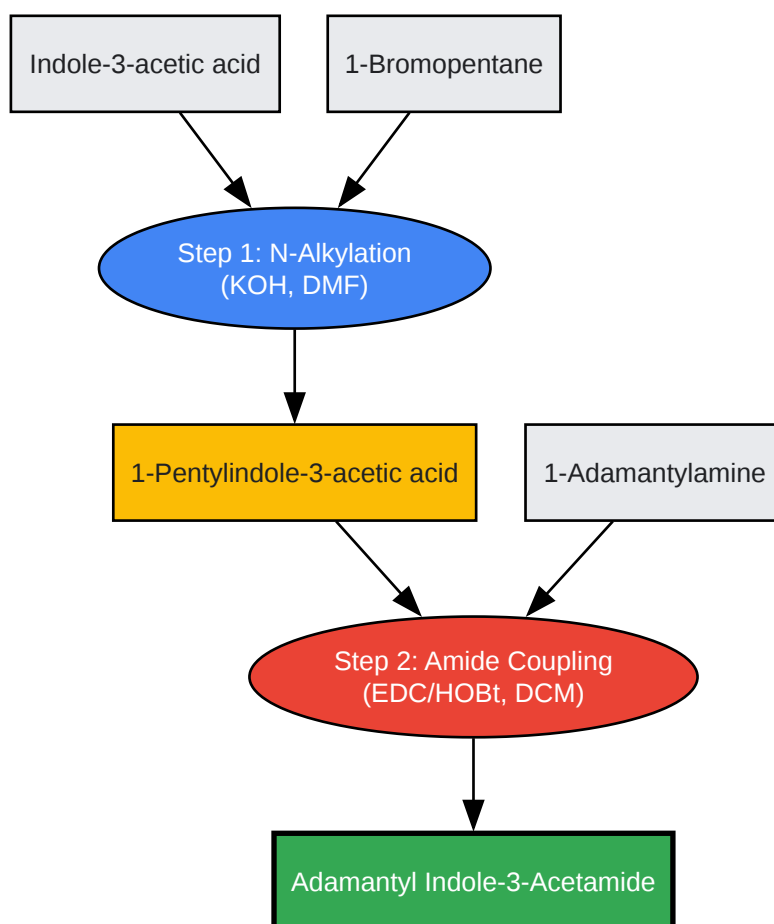 Indole-3-acetic acid
1-Bromopentane
Step 1: N-Alkylation
(KOH, DMF)
1-Pentylindole-3-acetic acid
1-Adamantylamine
Step 2: Amide Coupling
(EDC/HOBt, DCM)
Adamantyl Indole-3-Acetamide